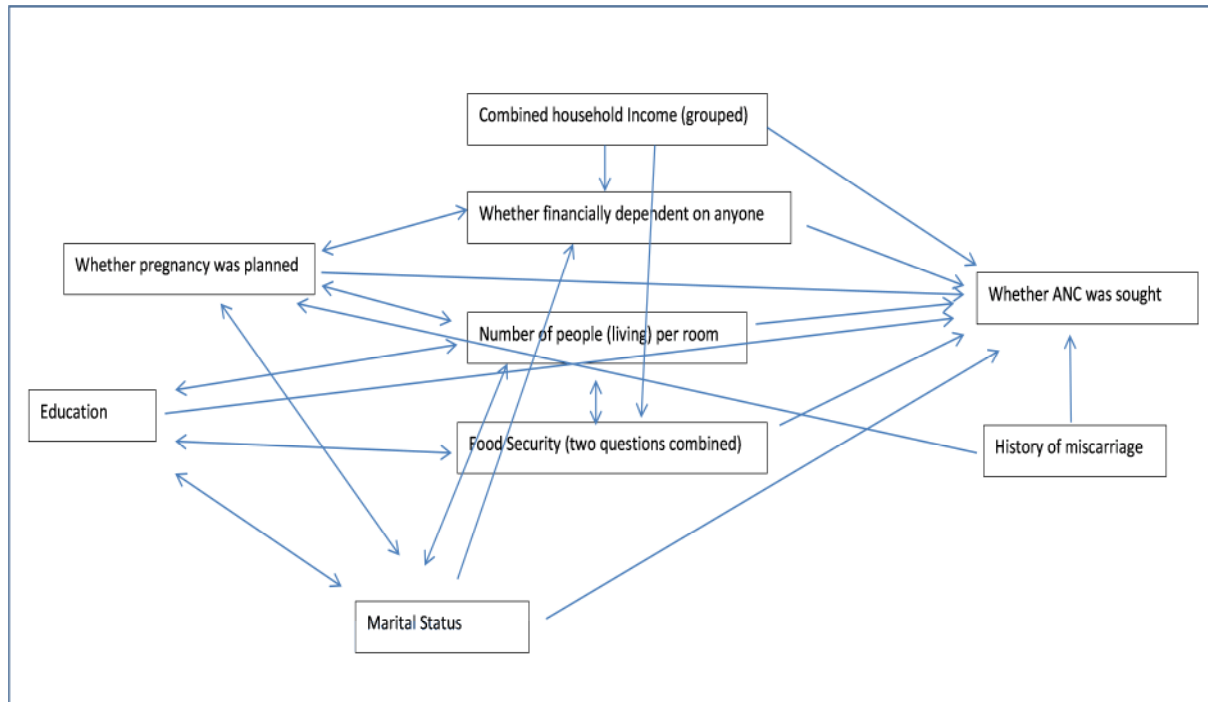 Combined household Income (grouped)
Whether financially dependent on anyone
Whether pregnancy was planned
Whether ANC was sought
Number of people (living) per room
Education
Food Security (two questions combined)
History of miscarriage
Marital Status